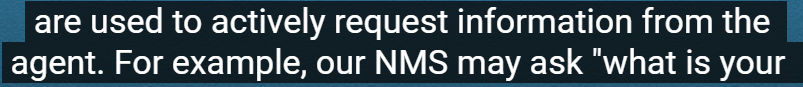 are used to actively request information from the
agent. For example, our NMS may ask "what is your